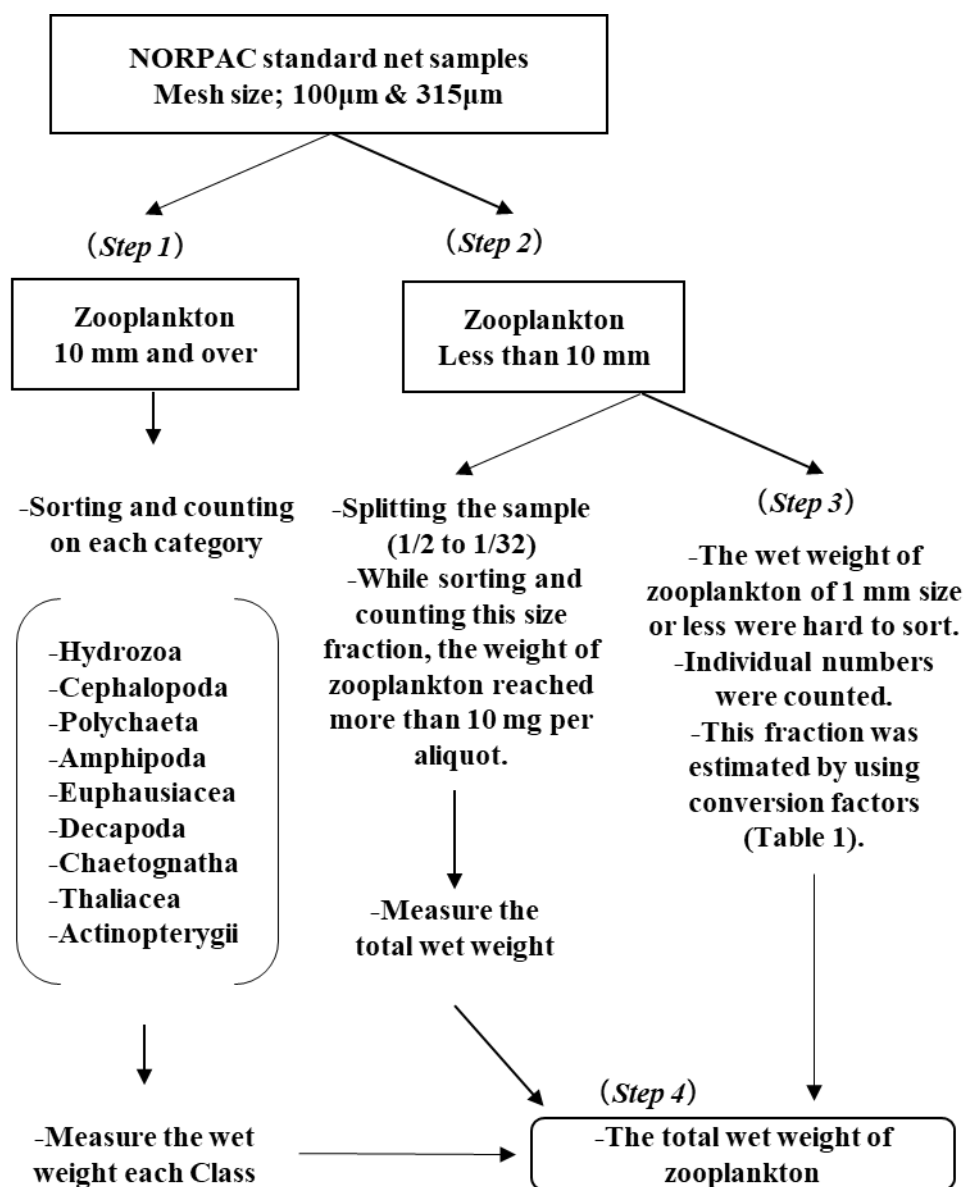 NORPAC standard net samples
Mesh size; 100μm & 315μm
(Step 1)
(Step 2)
Zooplankton
10 mm and over
Zooplankton
Less than 10 mm
-Sorting and counting
on each category
-Hydrozoa
-Cephalopoda
-Polychaeta
-Amphipoda
-Euphausiacea
-Decapoda
-Chaetognatha
-Thaliacea
-Actinopterygii
-Measure the wet
weight each Class
-Splitting the sample
(1/2 to 1/32)
-While sorting and
counting this size
fraction, the weight of
zooplankton reached
more than 10 mg per
aliquot.
-Measure the
total wet weight
(Step 3)
-The wet weight of
zooplankton of 1 mm size
or less were hard to sort.
-Individual numbers
were counted.
-This fraction was
estimated by using
conversion factors
(Table 1).
(Step 4)
-The total wet weight of
zooplankton